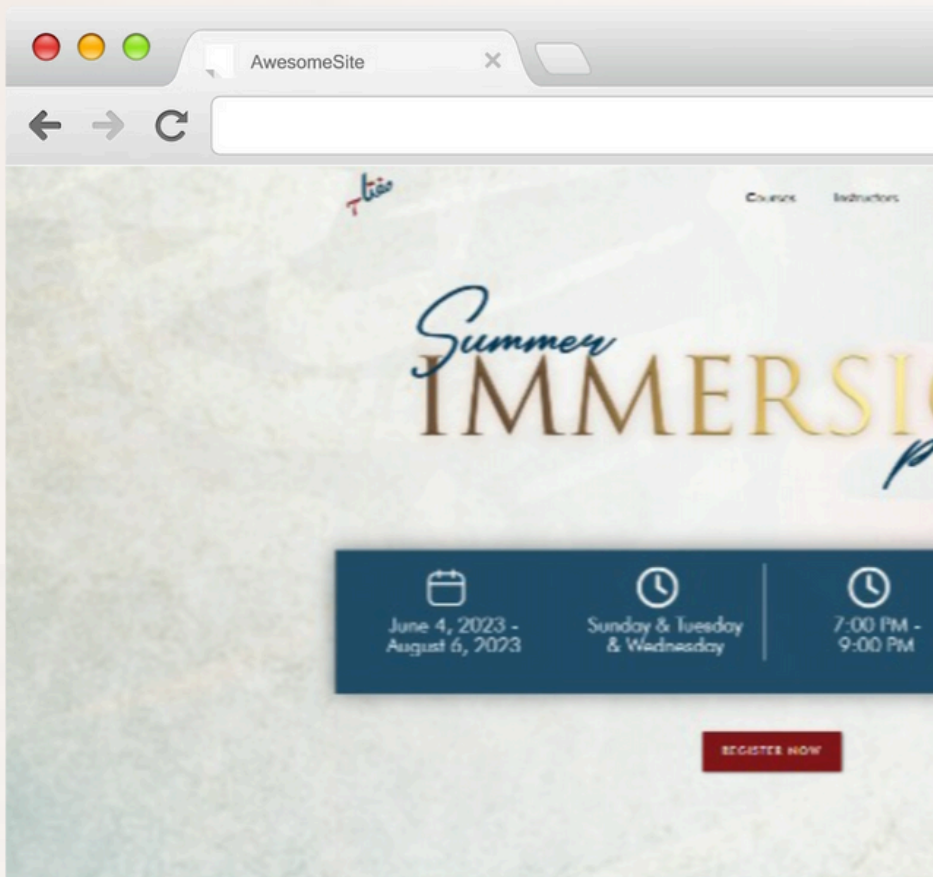 AwesomeSite
مفتاح
Courses Instructors
Summer
IMMERSI
P
June 4, 2023 -
August 6, 2023
Sunday & Tuesday
& Wednesday
7:00 PM -
9:00 PM
REGISTER NOW